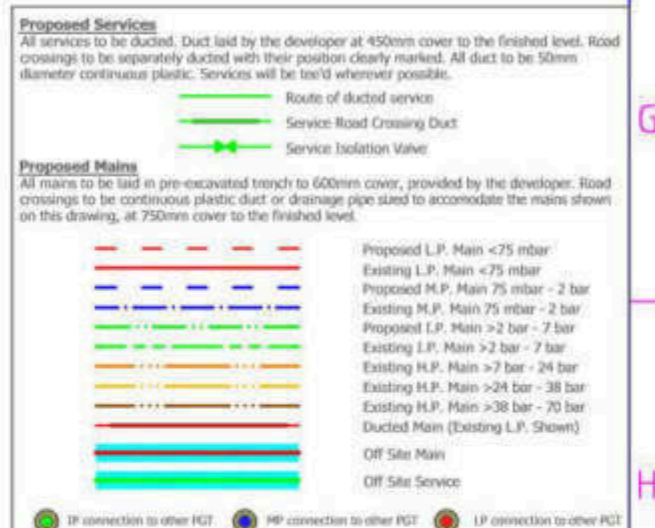 Proposed Services
All services to be ducted. Duct laid by the developer at 450mm cover to the finished level. Road
crossings to be separately ducted with their position clearly marked. All duct to be 50mm
diameter continuous plastic. Services will be tee'd wherever possible.
Route of ducted service
Service Road Crossing Duct
Service Isolation Valve
Proposed Mains
All mains to be laid in pre-excavated trench to 600mm cover, provided by the developer. Road
crossings to be continuous plastic duct or drainage pipe sized to accomodate the mains shown
on this drawing, at 750mm cover to the finished level.
Proposed L.P. Main <75 mbar
Existing L.P. Main <75 mbar
Proposed M.P. Main 75 mbar - 2 bar
Existing M.P. Main 75 mbar - 2 bar
Proposed I.P. Main >2 bar - 7 bar
Existing I.P. Main >2 bar - 7 bar
Existing H.P. Main >7 bar - 24 bar
Existing H.P. Main >24 bar - 38 bar
Existing H.P. Main >38 bar - 70 bar
Ducted Main (Existing L.P. Shown)
Off Site Main
Off Site Service
IP connection to other PGT MP connection to other PGT LP connection to other PGT
G
H